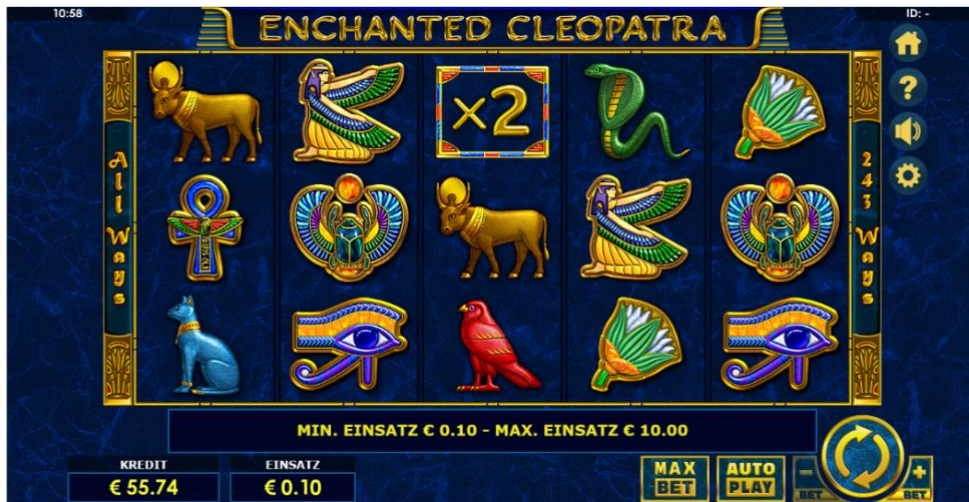 10:58
ENCHANTED CLEOPATRA
ID: -
x2
?
All Ways
243 Ways
MIN. EINSATZ € 0.10 - MAX. EINSATZ € 10.00
KREDIT
€ 55.74
EINSATZ
€ 0.10
MAX
BET
AUTO
PLAY
-
BET
+
BET